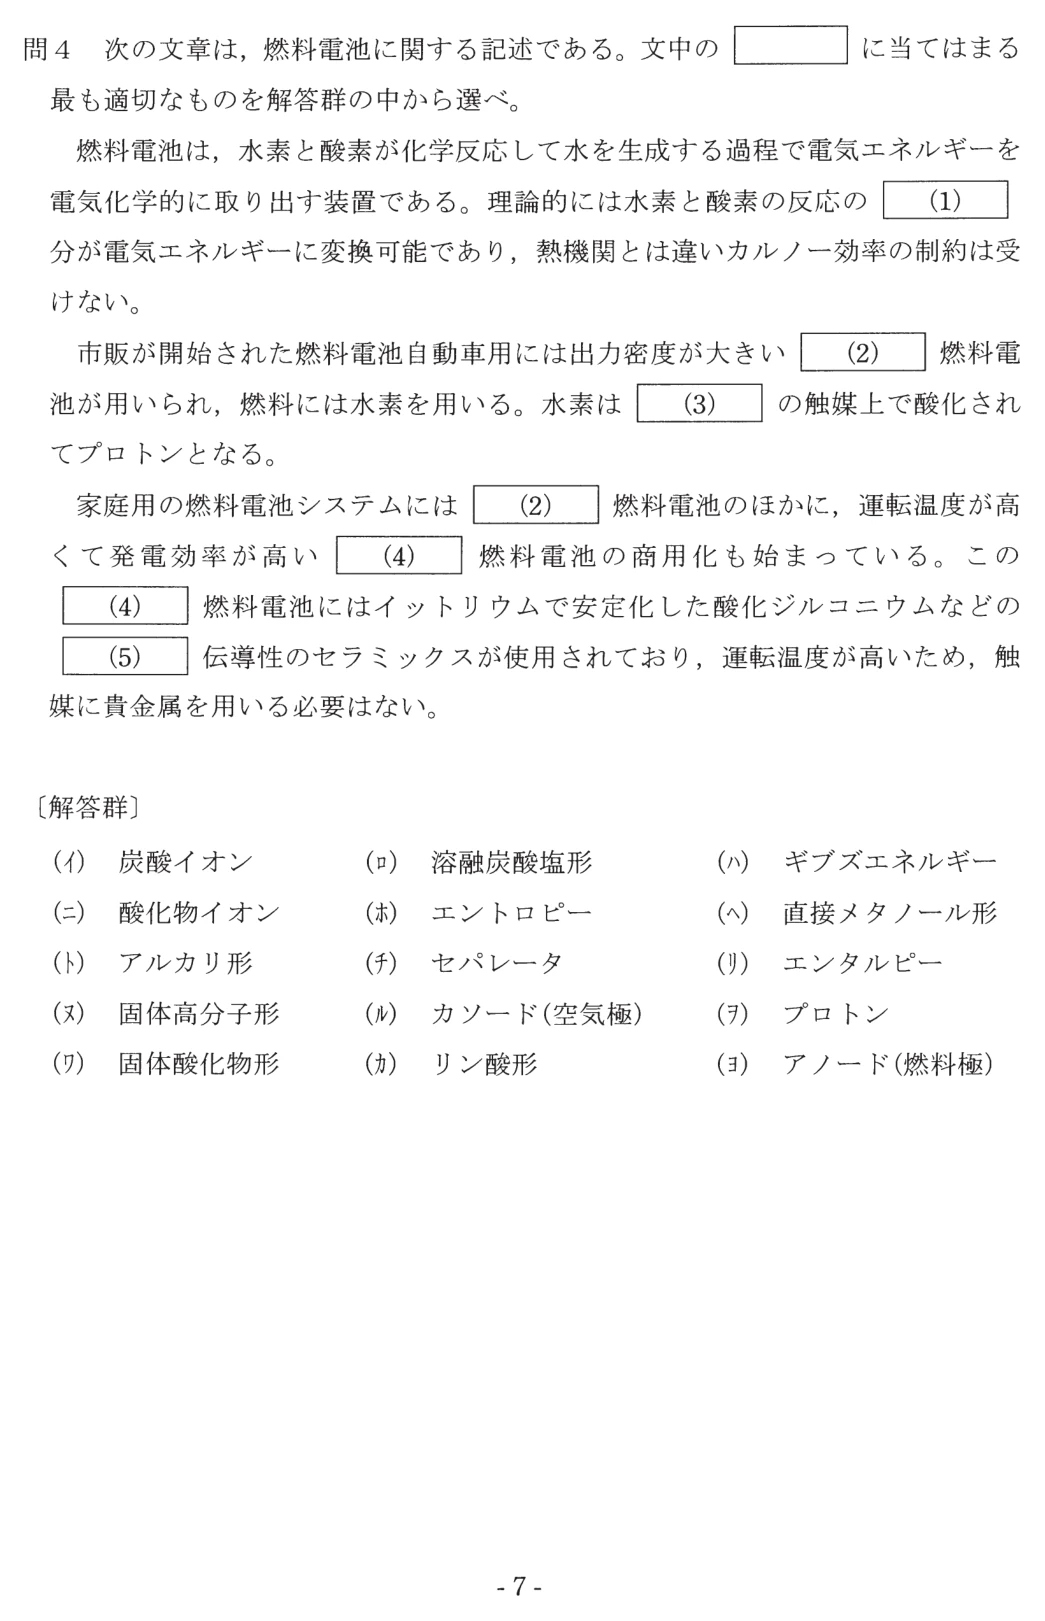 問4 次の文章は，燃料電池に関する記述である。文中の　　　に当てはまる
最も適切なものを解答群の中から選べ。
燃料電池は，水素と酸素が化学反応して水を生成する過程で電気エネルギーを
電気化学的に取り出す装置である。理論的には水素と酸素の反応の (1)
分が電気エネルギーに変換可能であり，熱機関とは違いカルノー効率の制約は受
けない。
市販が開始された燃料電池自動車用には出力密度が大きい (2) 燃料電
池が用いられ，燃料には水素を用いる。水素は (3) の触媒上で酸化され
てプロトンとなる。
家庭用の燃料電池システムには (2) 燃料電池のほかに，運転温度が高
くて発電効率が高い (4) 燃料電池の商用化も始まっている。この
(4) 燃料電池にはイットリウムで安定化した酸化ジルコニウムなどの
(5) 伝導性のセラミックスが使用されており，運転温度が高いため，触
媒に貴金属を用いる必要はない。
〔解答群〕
(ｲ) 炭酸イオン (ﾛ) 溶融炭酸塩形 (ﾊ) ギブズエネルギー
(ﾆ) 酸化物イオン (ﾎ) エントロピー (ﾍ) 直接メタノール形
(ﾄ) アルカリ形 (ﾁ) セパレータ (ﾘ) エンタルピー
(ﾇ) 固体高分子形 (ﾙ) カソード(空気極) (ｦ) プロトン
(ﾜ) 固体酸化物形 (ｶ) リン酸形 (ﾖ) アノード(燃料極)
- 7 -